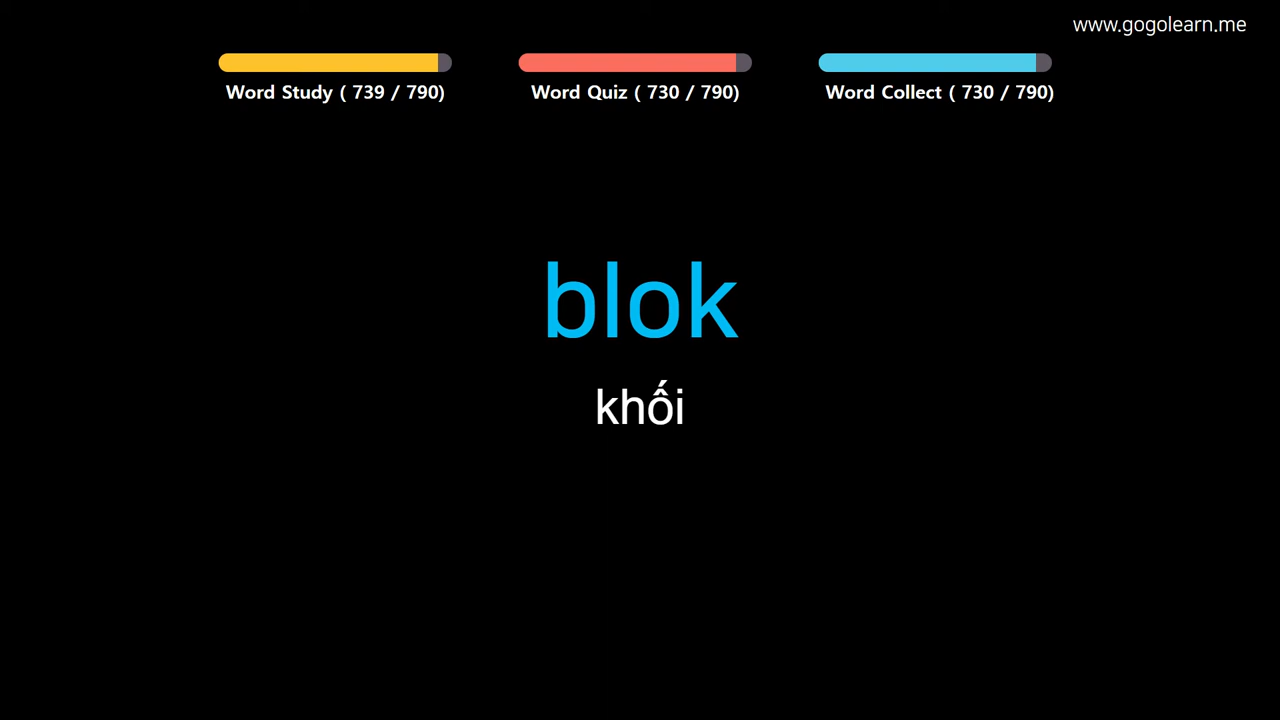 www.gogolearn.me
Word Study ( 739 / 790)
Word Quiz ( 730 / 790)
Word Collect ( 730 / 790)
blok
khối